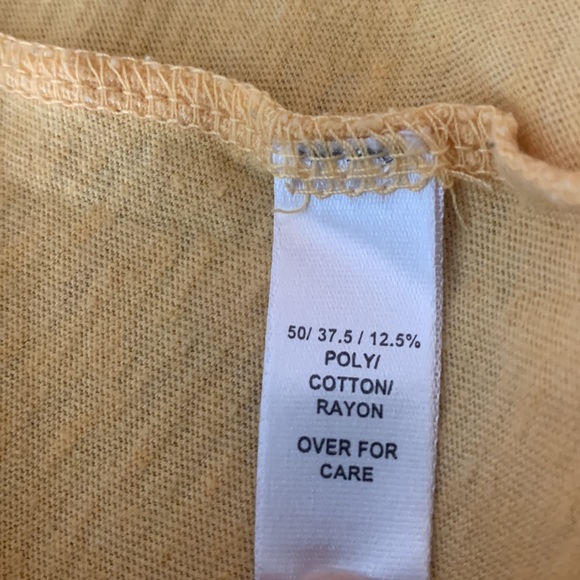 50/ 37.5 / 12.5%
POLY/
COTTON/
RAYON
OVER FOR
CARE